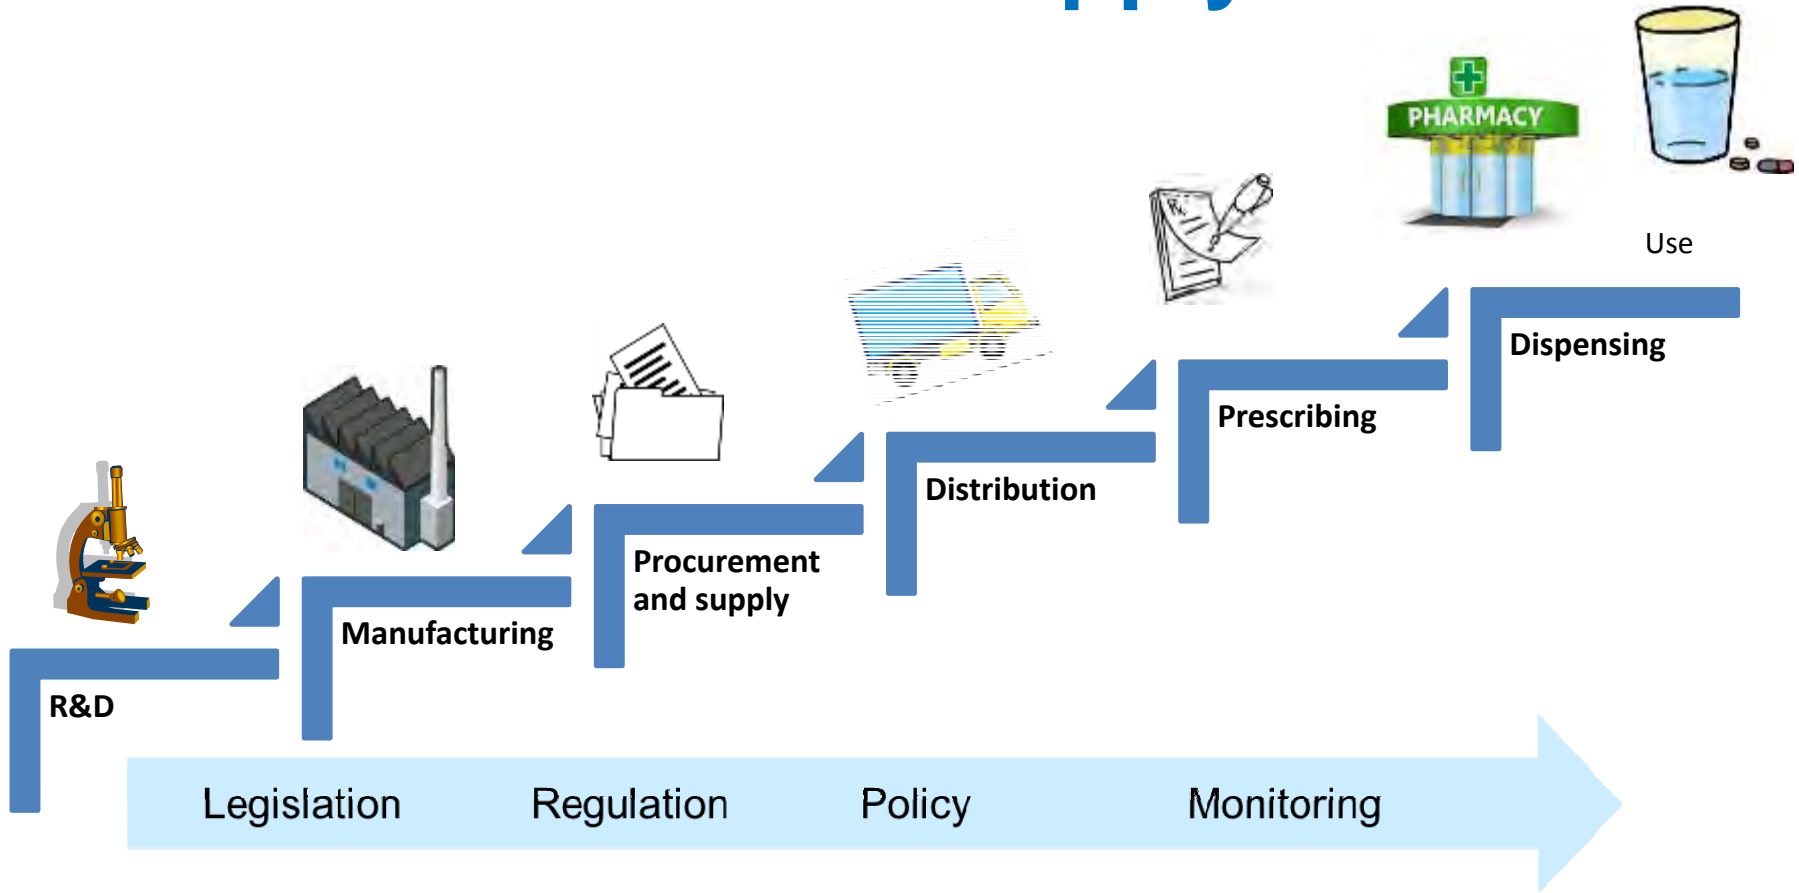 PHARMACY
Use
Dispensing
Prescribing
Distribution
Procurement
and supply
Manufacturing
R&D
Legislation Regulation Policy Monitoring